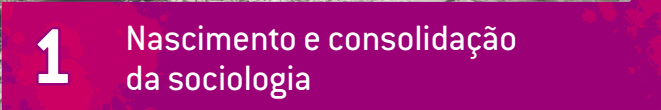 1
Nascimento e consolidação
da sociologia